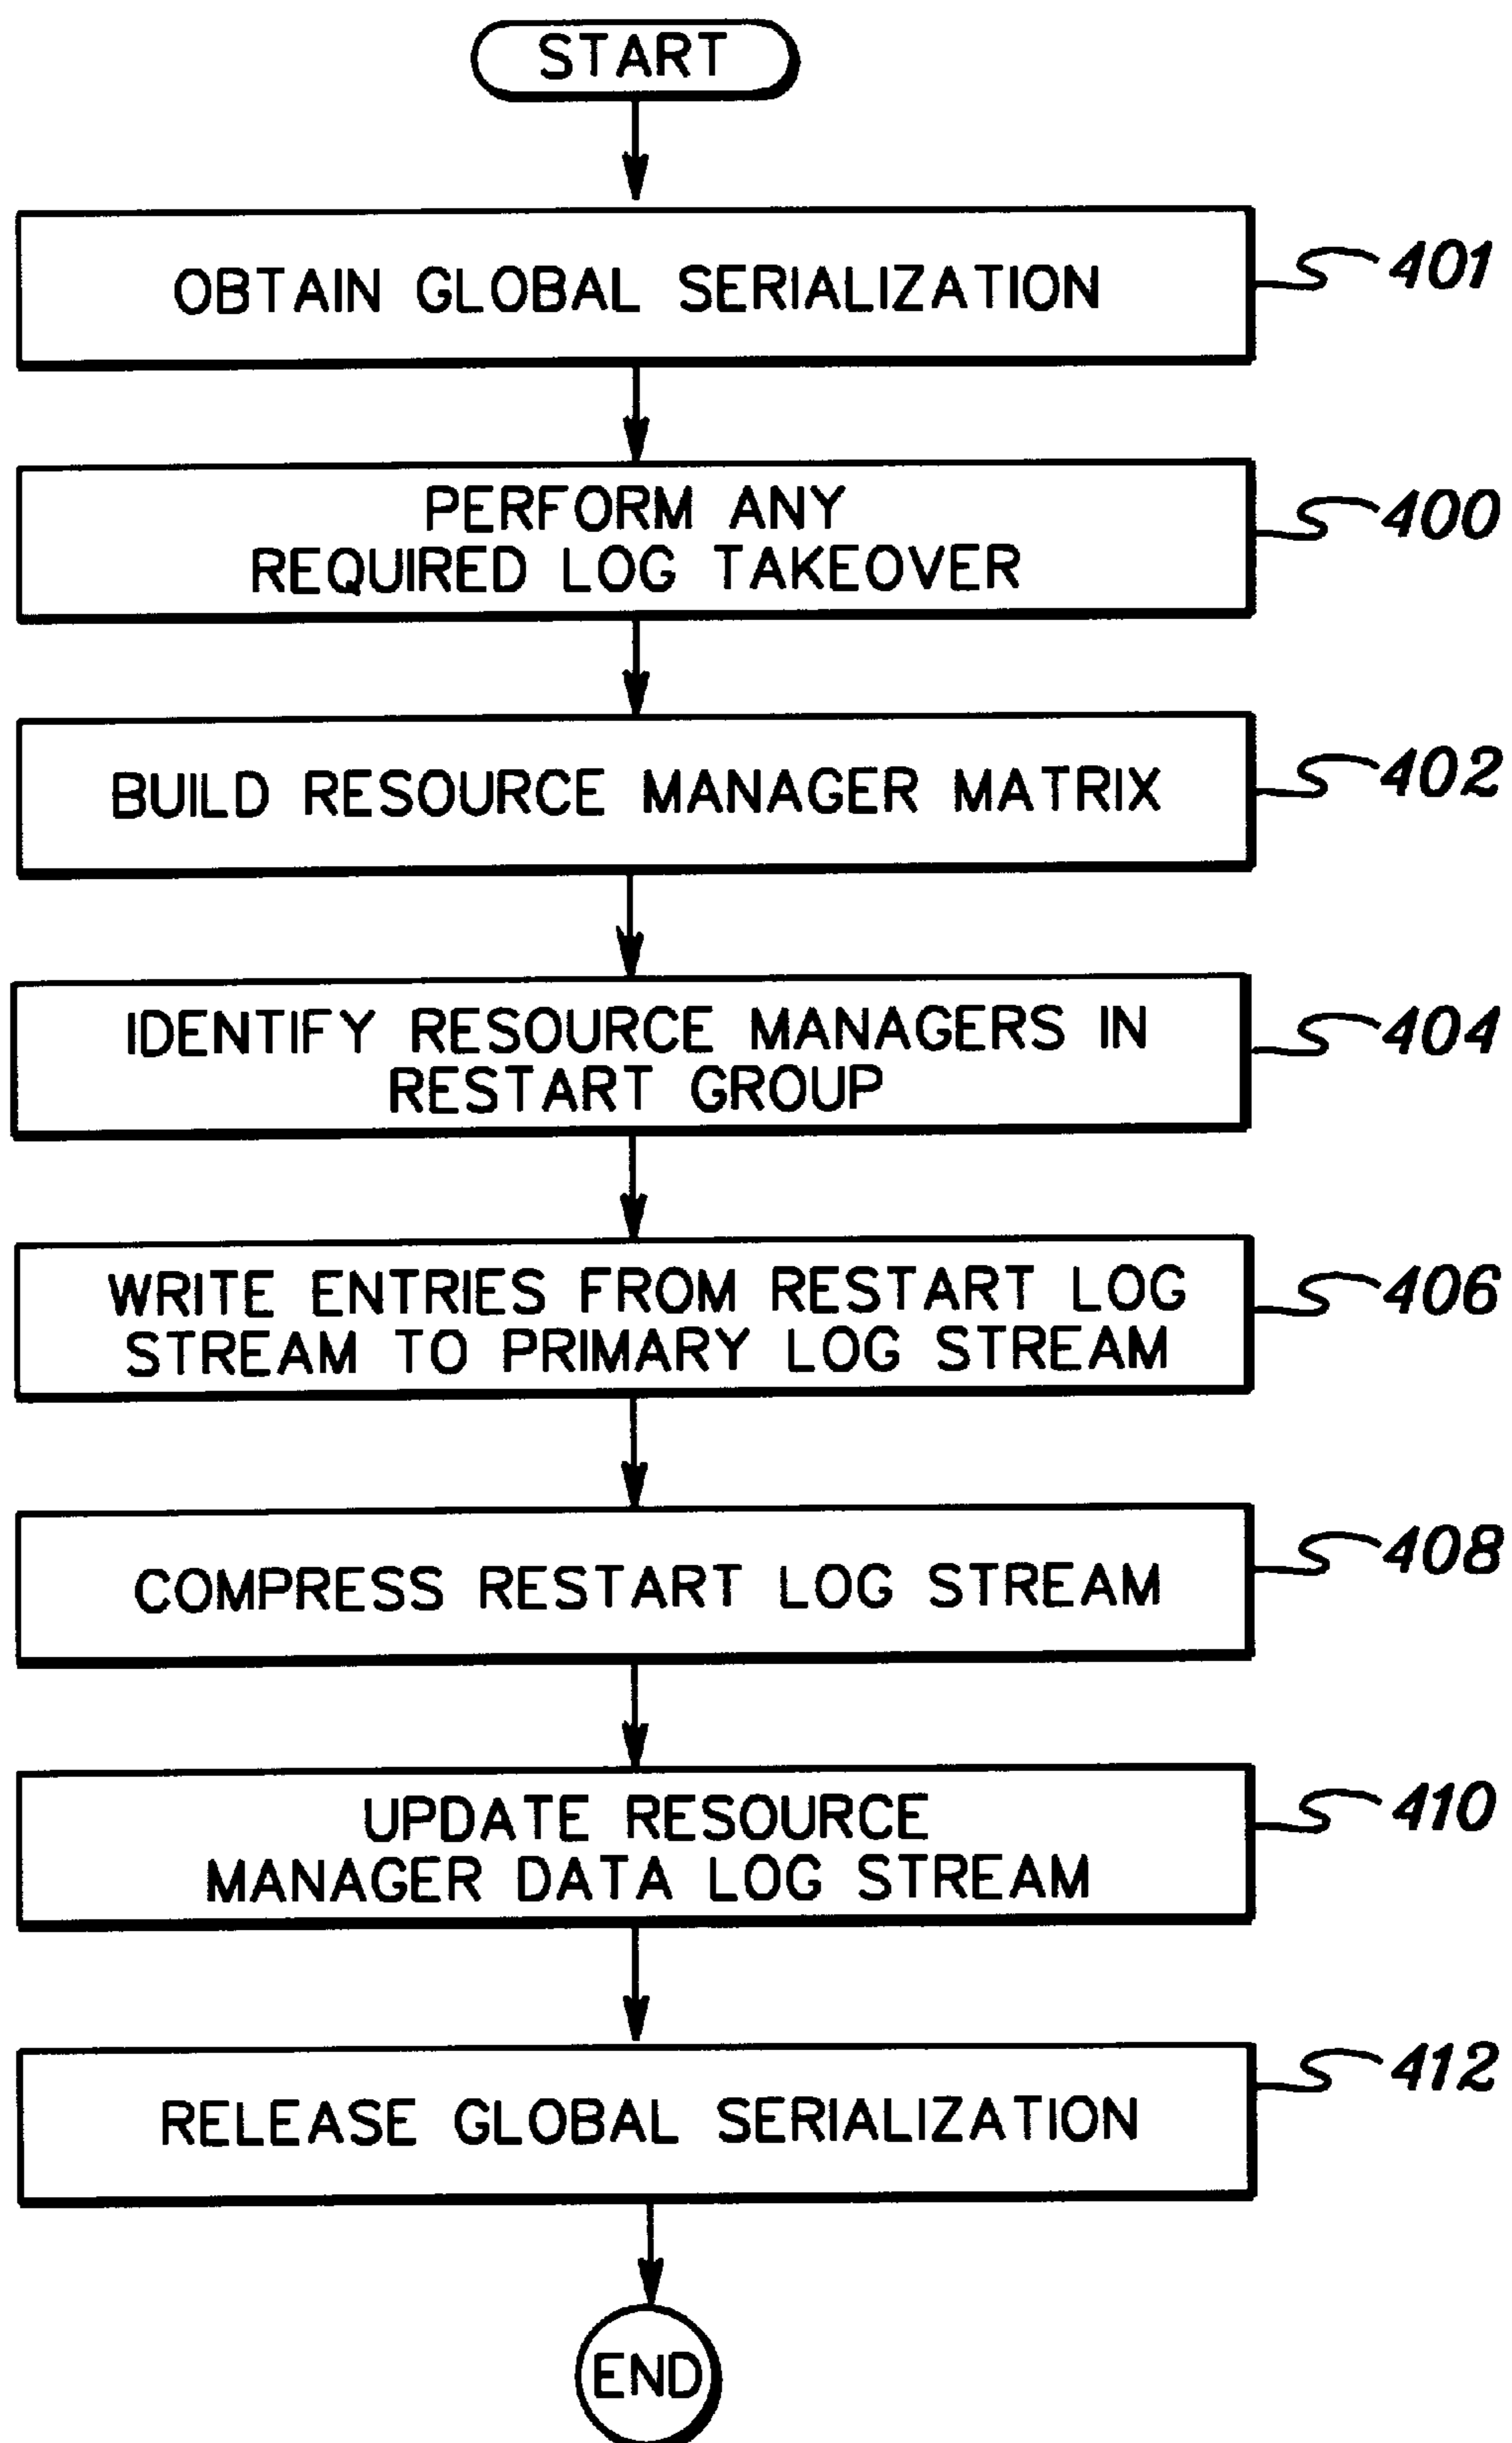 START
OBTAIN GLOBAL SERIALIZATION
401
PERFORM ANY
REQUIRED LOG TAKEOVER
400
BUILD RESOURCE MANAGER MATRIX
402
IDENTIFY RESOURCE MANAGERS IN
RESTART GROUP
404
WRITE ENTRIES FROM RESTART LOG
STREAM TO PRIMARY LOG STREAM
406
COMPRESS RESTART LOG STREAM
408
UPDATE RESOURCE
MANAGER DATA LOG STREAM
410
RELEASE GLOBAL SERIALIZATION
412
END